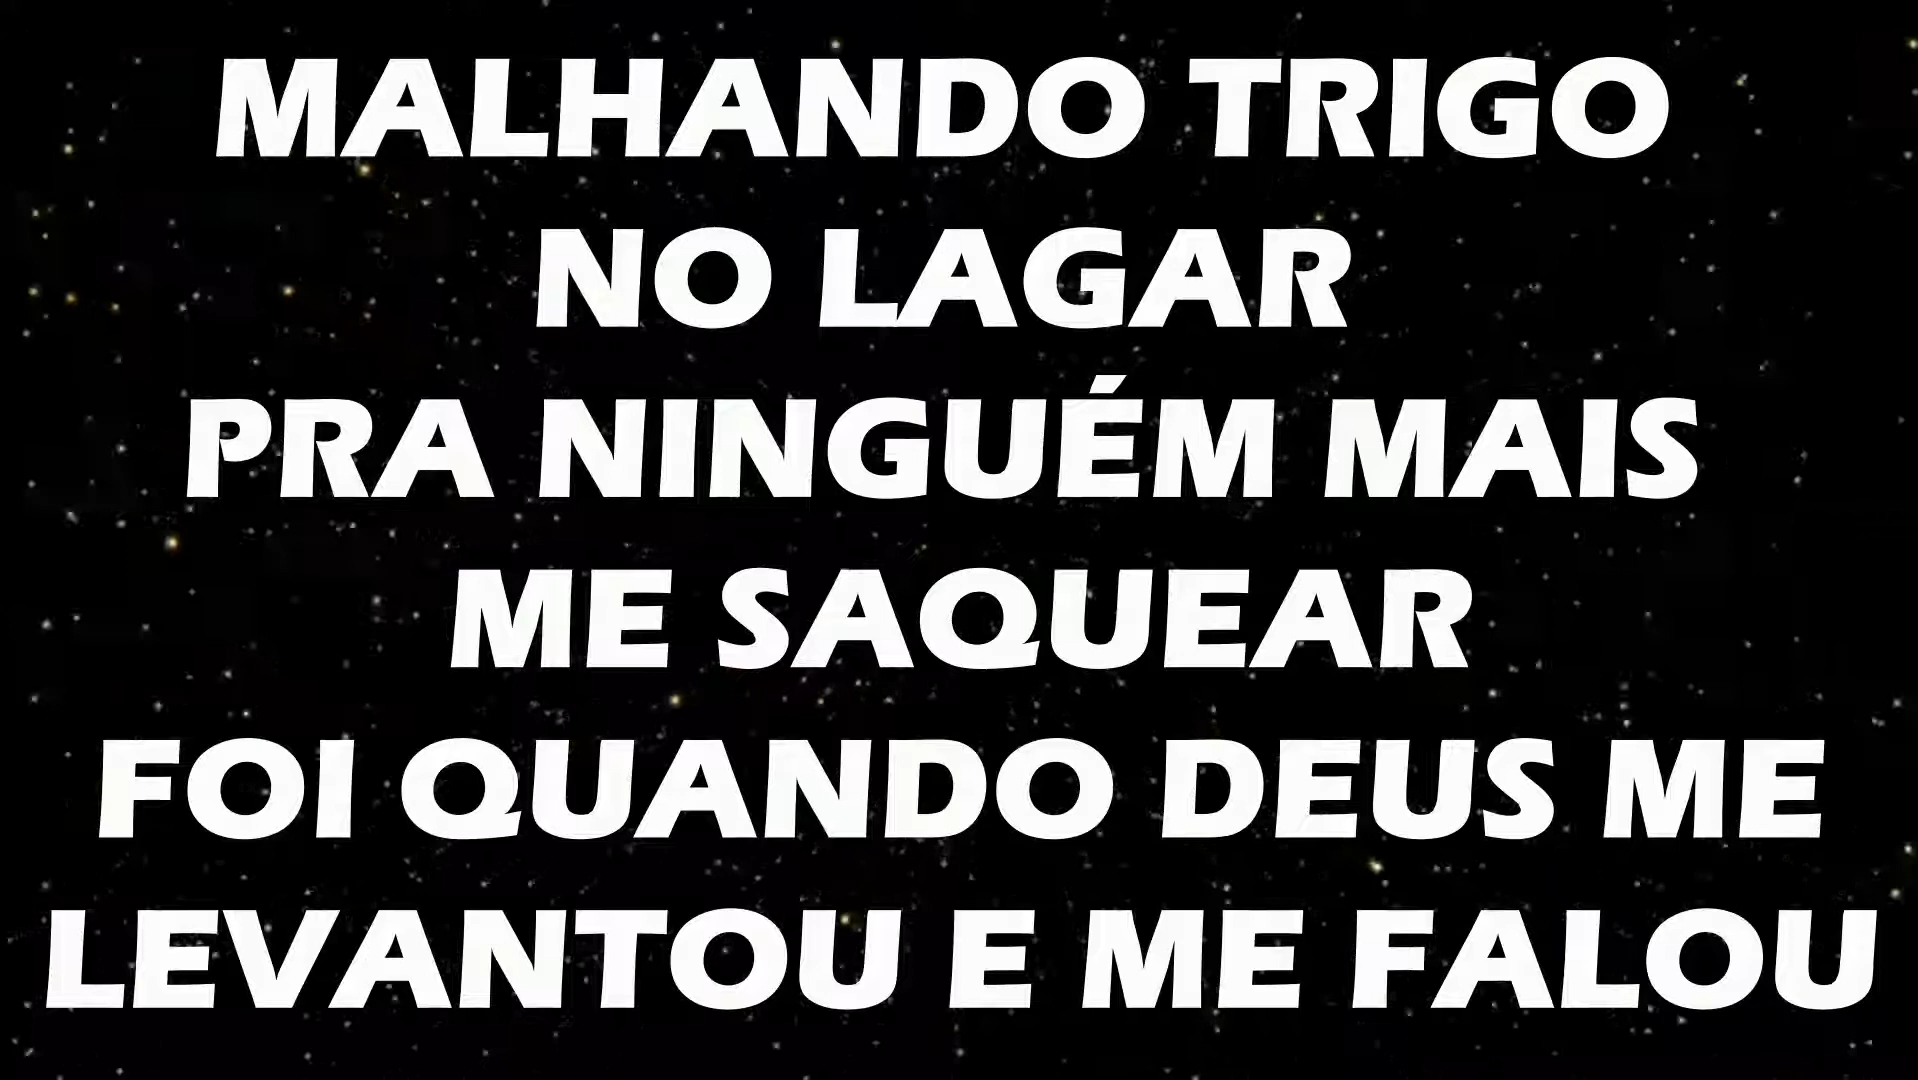 MALHANDO TRIGO
NO LAGAR
PRA NINGUÉM MAIS
ME SAQUEAR
FOI QUANDO DEUS ME
LEVANTOU E ME FALOU